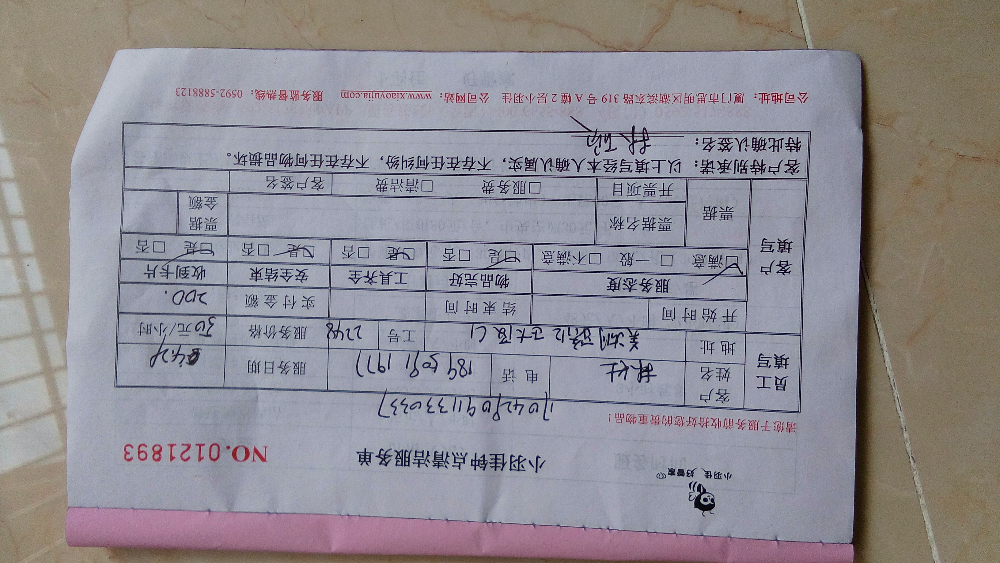 小羽佳 好管家
小羽佳钟点清洁服务单
NO.0121893
请您于服务前收拾好您的贵重物品!
员工填写
客户姓名
电话
服务日期
地址
工号 2248
服务价格
30元/小时
开始时间
结束时间
实付金额
200.
客户填写
服务态度
物品完好
工具齐全
安全结束
收到卡片
□满意 □一般 □不满意
□是 □否
□是 □否
□是 □否
□是 □否
票据
票据名称
票据金额
开票项目
□服务费 □清洁费
客户签名
客户特别承诺:以上填写经本人确认属实,不存在任何纠纷,不存在任何物品损坏。
特此确认签名:
公司地址:厦门市思明区湖滨东路 319 号 A 幢 2 层小羽佳 公司网站:www.xiaoyujia.com 服务监督热线:0592-5888123